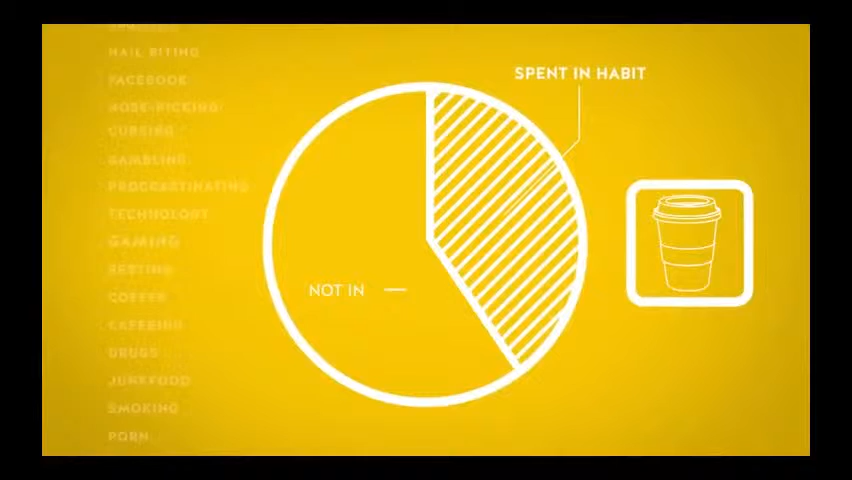 NAIL BITING
FACEBOOK
NOSE-PICKING
CURSING
GAMBLING
PROCRASTINATING
TECHNOLOGY
GAMING
COFFEE
CAFFEINE
DRUGS
JUNKFOOD
SMOKING
PORN
SPENT IN HABIT
NOT IN